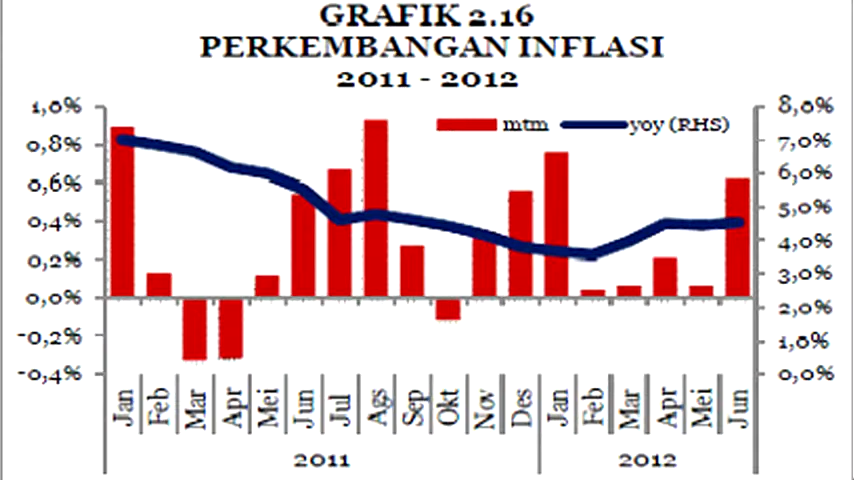 GRAFIK 2.16
PERKEMBANGAN INFLASI
2011 - 2012
mtm yoy (RHS)
1,0% 8,0%
0,8% 7,0%
0,6% 6,0%
0,4% 5,0%
0,2% 4,0%
0,0% 3,0%
-0,2% 2,0%
-0,4% 1,0%
0,0%
Jan Feb Mar Apr Mei Jun Jul Ags Sep Okt Nov Des Jan Feb Mar Apr Mei Jun
2011 2012